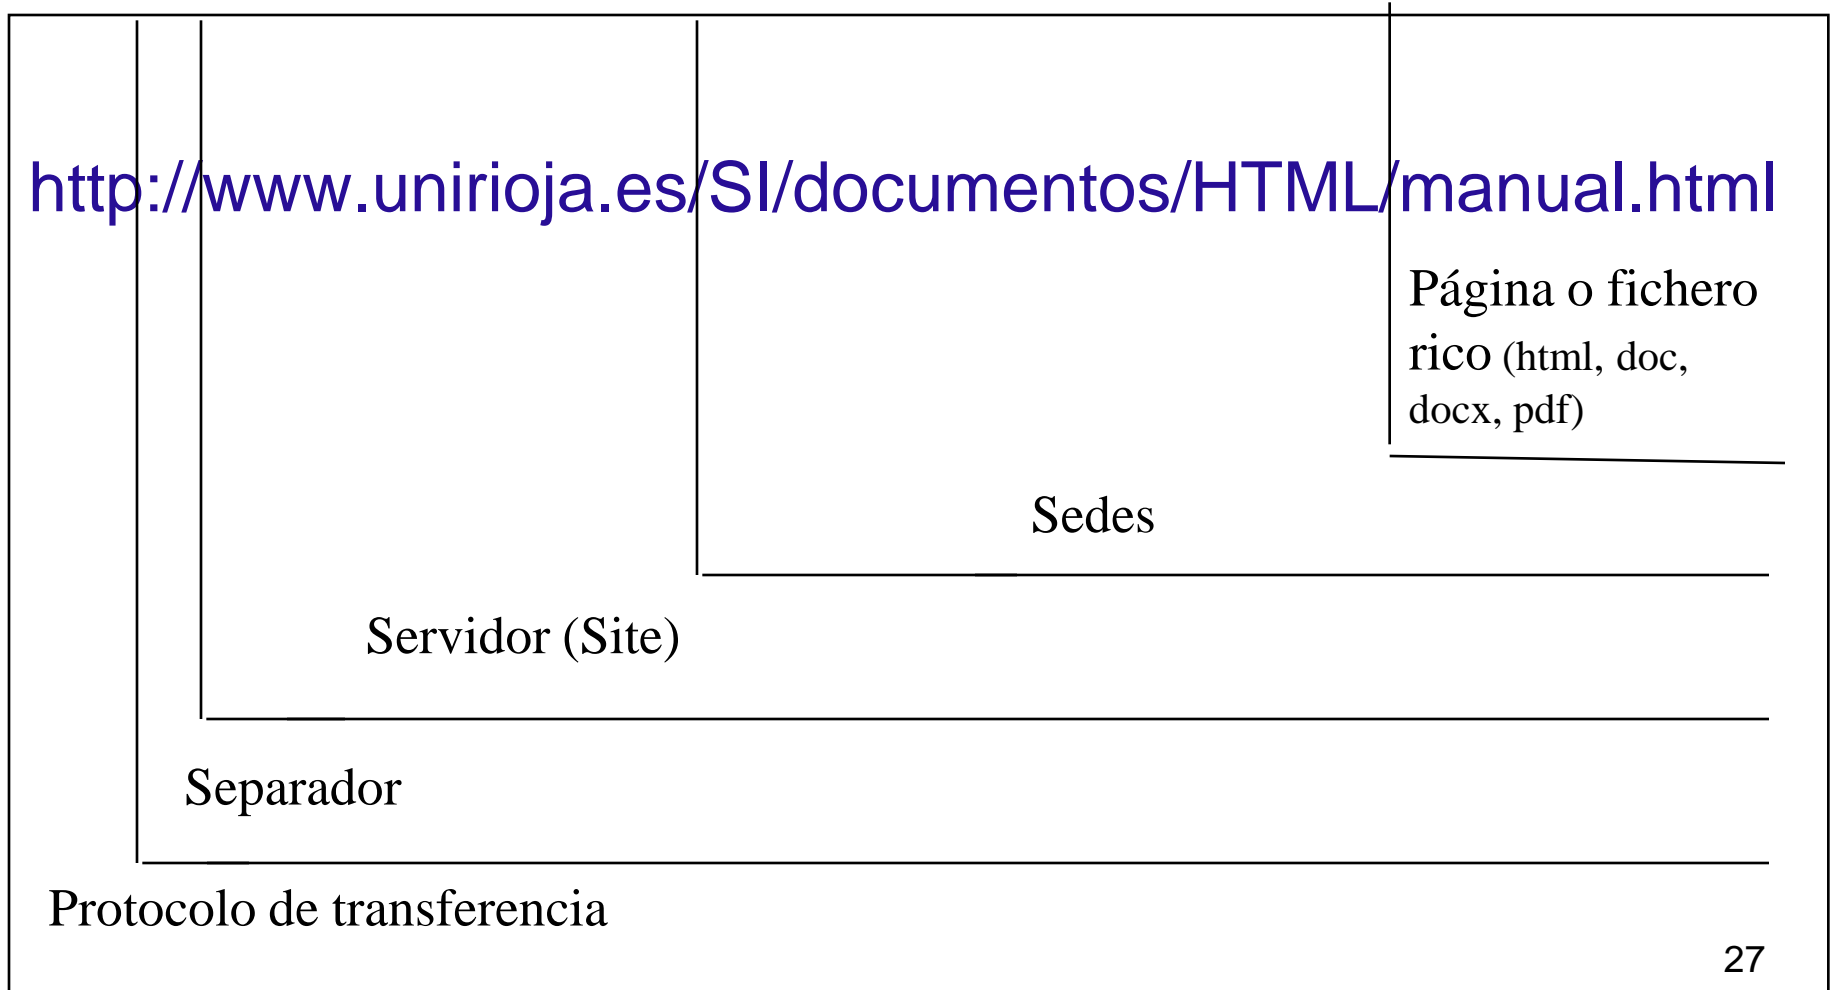 http://www.unirioja.es/SI/documentos/HTML/manual.html
Página o fichero
rico (html, doc,
docx, pdf)
Sedes
Servidor (Site)
Separador
Protocolo de transferencia
27